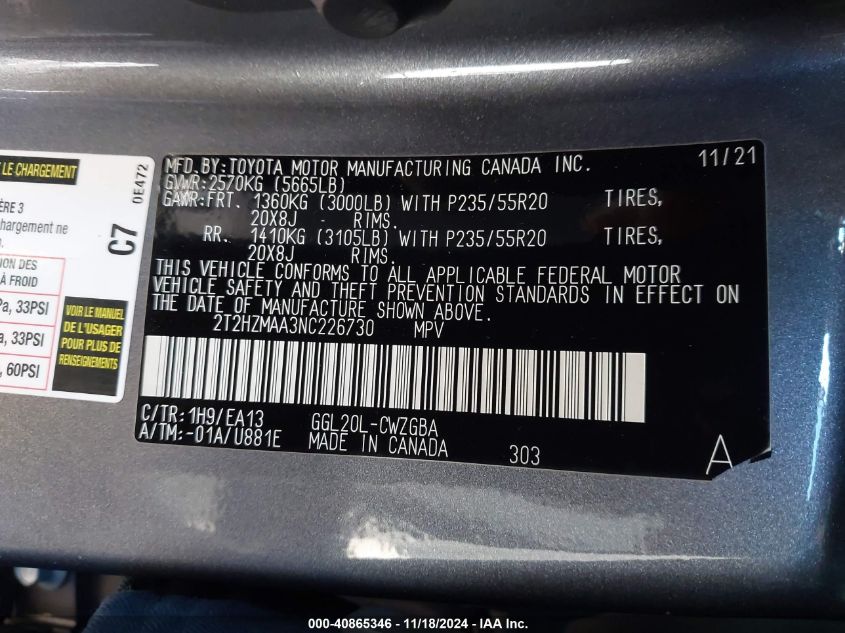 LE CHARGEMENT
ÈRE 3
chargement ne
ION DES
À FROID
Pa, 33PSI
a, 33PSI
, 60PSI
C7
0E472
VOIR LE MANUEL
DE L'USAGER
POUR PLUS DE
RENSEIGNEMENTS
MFD.BY:TOYOTA MOTOR MANUFACTURING CANADA INC. 11/21
GVWR:2570KG (5665LB)
GAWR:FRT. 1360KG (3000LB) WITH P235/55R20 TIRES,
20X8J - RIMS.
RR. 1410KG (3105LB) WITH P235/55R20 TIRES,
20X8J RIMS.
THIS VEHICLE CONFORMS TO ALL APPLICABLE FEDERAL MOTOR
VEHICLE SAFETY AND THEFT PREVENTION STANDARDS IN EFFECT ON
THE DATE OF MANUFACTURE SHOWN ABOVE.
2T2HZMAA3NC226730 MPV
C/TR:1H9/EA13 GGL20L-CWZGBA
A/TM:-01A/U881E MADE IN CANADA 303
A
000-40865346 - 11/18/2024 - IAA Inc.